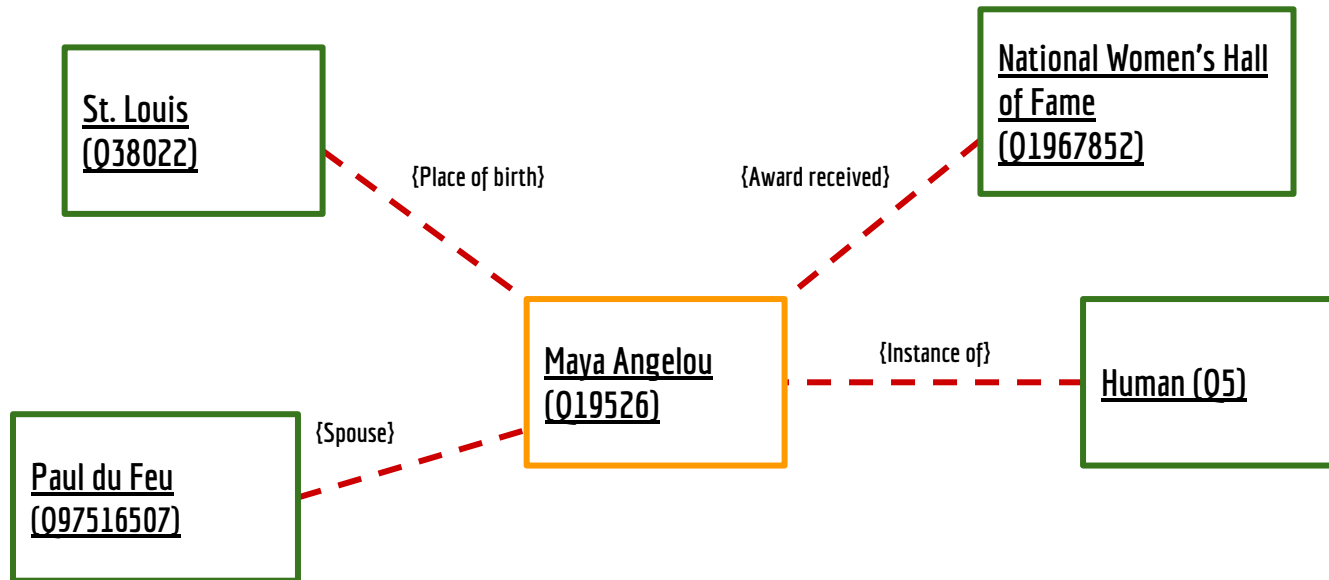 St. Louis
(Q38022)
National Women's Hall
of Fame
(Q1967852)
{Place of birth}
{Award received}
Maya Angelou
(Q19526)
{Instance of}
Human (Q5)
{Spouse}
Paul du Feu
(Q97516507)